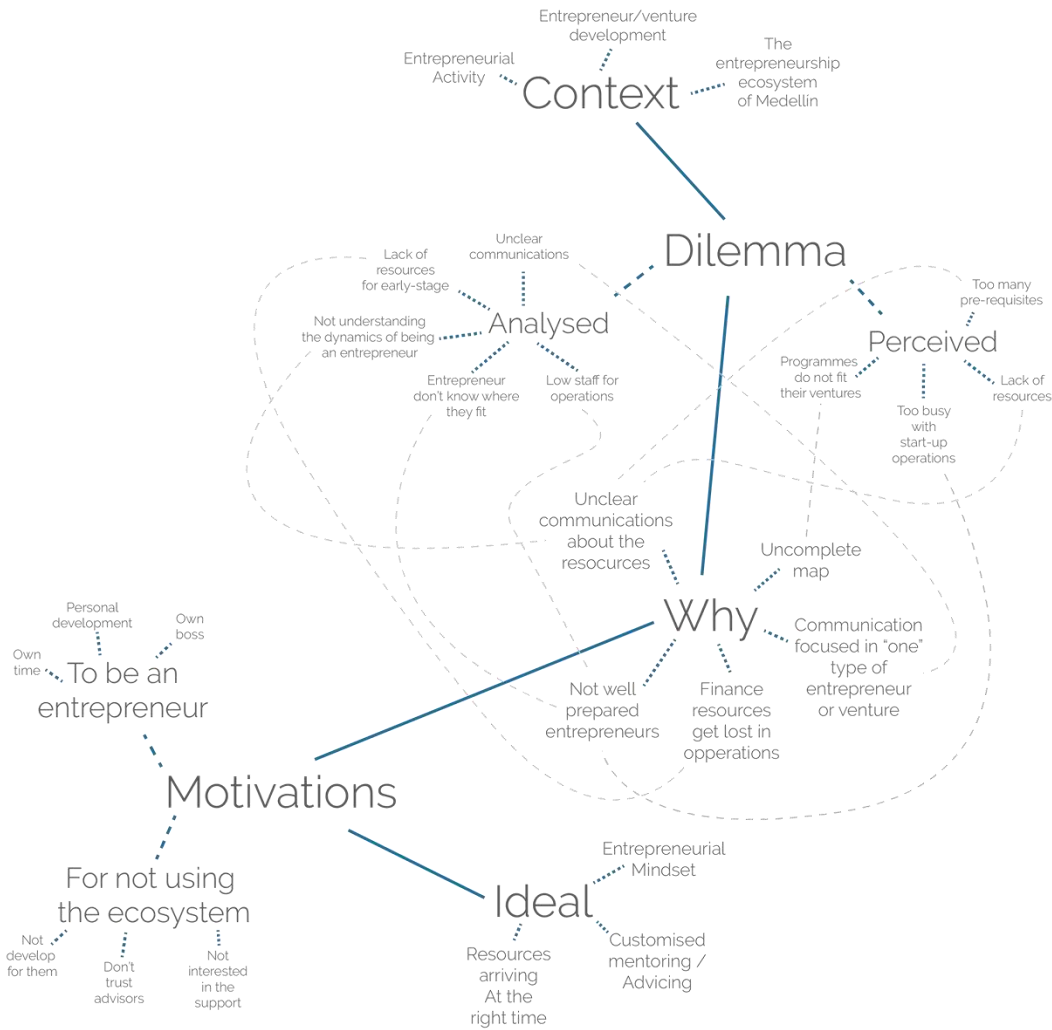 Entrepreneur/venture
development
Entrepreneurial
Activity
The
entrepreneurship
ecosystem
of Medellin
Context
Dilemma
Unclear
communications
Lack of
resources
for early-stage
Analysed
Not understanding
the dynamics of being
an entrepreneur
Entrepreneur
don't know where
they fit
Low staff for
operations
Too many
pre-requisites
Perceived
Programmes
do not fit
their ventures
Lack of
resources
Too busy
with
start-up
operations
Unclear
communications
about the
resocurces
Uncomplete
map
Why
Communication
focused in "one"
type of
entrepreneur
or venture
Not well
prepared
entrepreneurs
Finance
resources
get lost in
opperations
Personal
development
Own
boss
Own
time
To be an
entrepreneur
Motivations
For not using
the ecosystem
Not
develop
for them
Don't
trust
advisors
Not
interested
in the
support
Entrepreneurial
Mindset
Ideal
Resources
arriving
At the
right time
Customised
mentoring /
Advicing